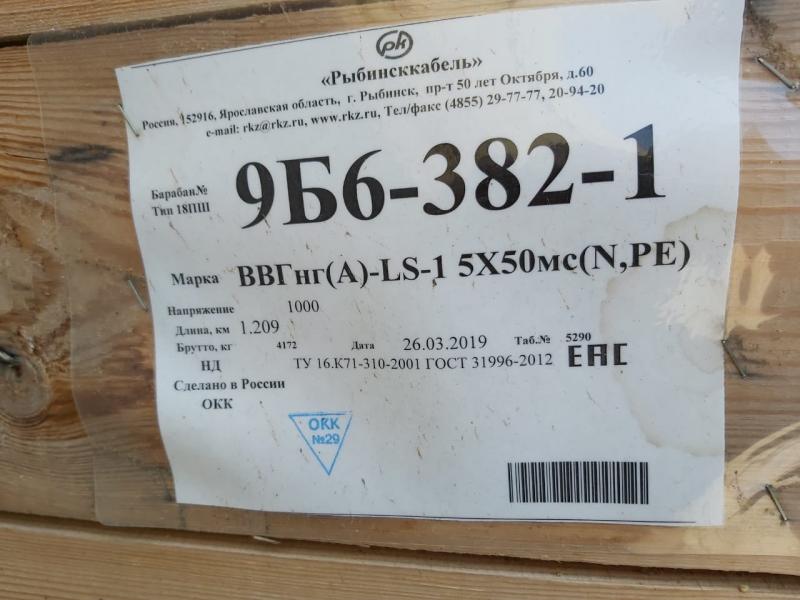 рк
«Рыбинсккабель»
Россия, 152916, Ярославская область, г. Рыбинск, пр-т 50 лет Октября, д.60
e-mail: rkz@rkz.ru, www.rkz.ru, Тел/факс (4855) 29-77-77, 20-94-20
Барабан№
Тип 18ПШ
9Б6-382-1
Марка ВВГнг(А)-LS-1 5Х50мс(N,PE)
Напряжение 1000
Длина, км 1.209
Брутто, кг 4172 Дата 26.03.2019 Таб.№ 5290
НД ТУ 16.К71-310-2001 ГОСТ 31996-2012 ЕАС
Сделано в России
ОКК
ОКК
№29